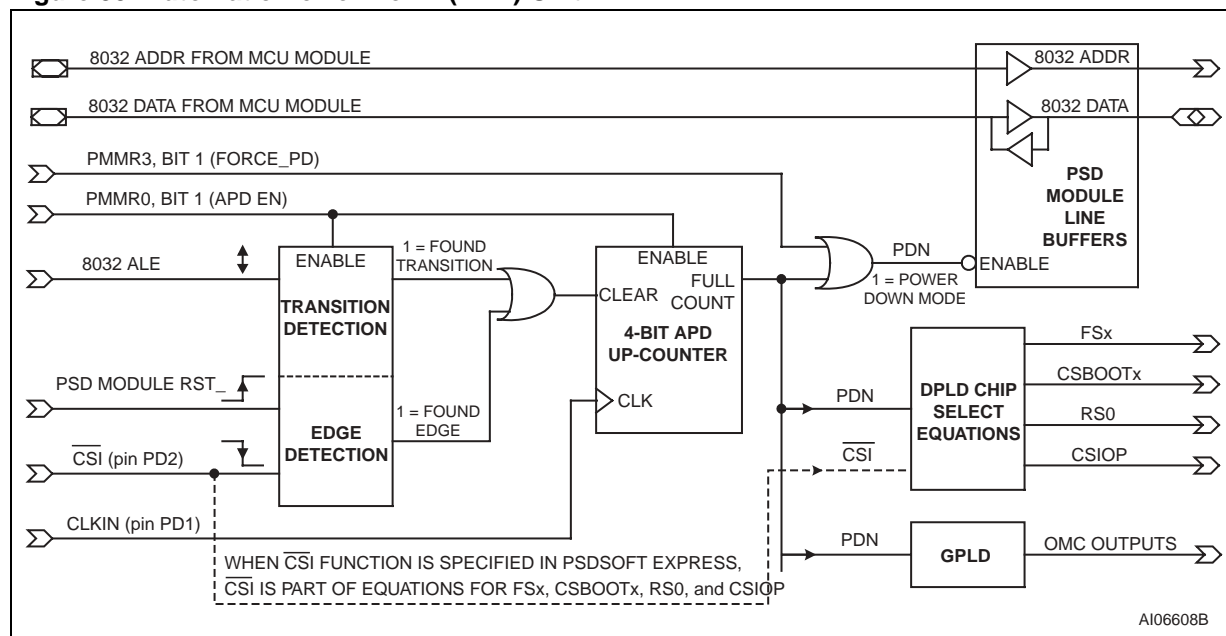 8032 ADDR FROM MCU MODULE
8032 ADDR
8032 DATA FROM MCU MODULE
8032 DATA
PMMR3, BIT 1 (FORCE_PD)
PSD
MODULE
LINE
BUFFERS
PMMR0, BIT 1 (APD EN)
8032 ALE
ENABLE
TRANSITION
DETECTION
1 = FOUND
TRANSITION
ENABLE
FULL
COUNT
CLEAR
4-BIT APD
UP-COUNTER
CLK
PDN
1 = POWER
DOWN MODE
ENABLE
PSD MODULE RST_
EDGE
DETECTION
1 = FOUND
EDGE
CSI (pin PD2)
CLKIN (pin PD1)
PDN
CSI
DPLD CHIP
SELECT
EQUATIONS
FSx
CSBOOTx
RS0
CSIOP
PDN
GPLD
OMC OUTPUTS
WHEN CSI FUNCTION IS SPECIFIED IN PSDSOFT EXPRESS,
CSI IS PART OF EQUATIONS FOR FSx, CSBOOTx, RS0, and CSIOP
AI06608B